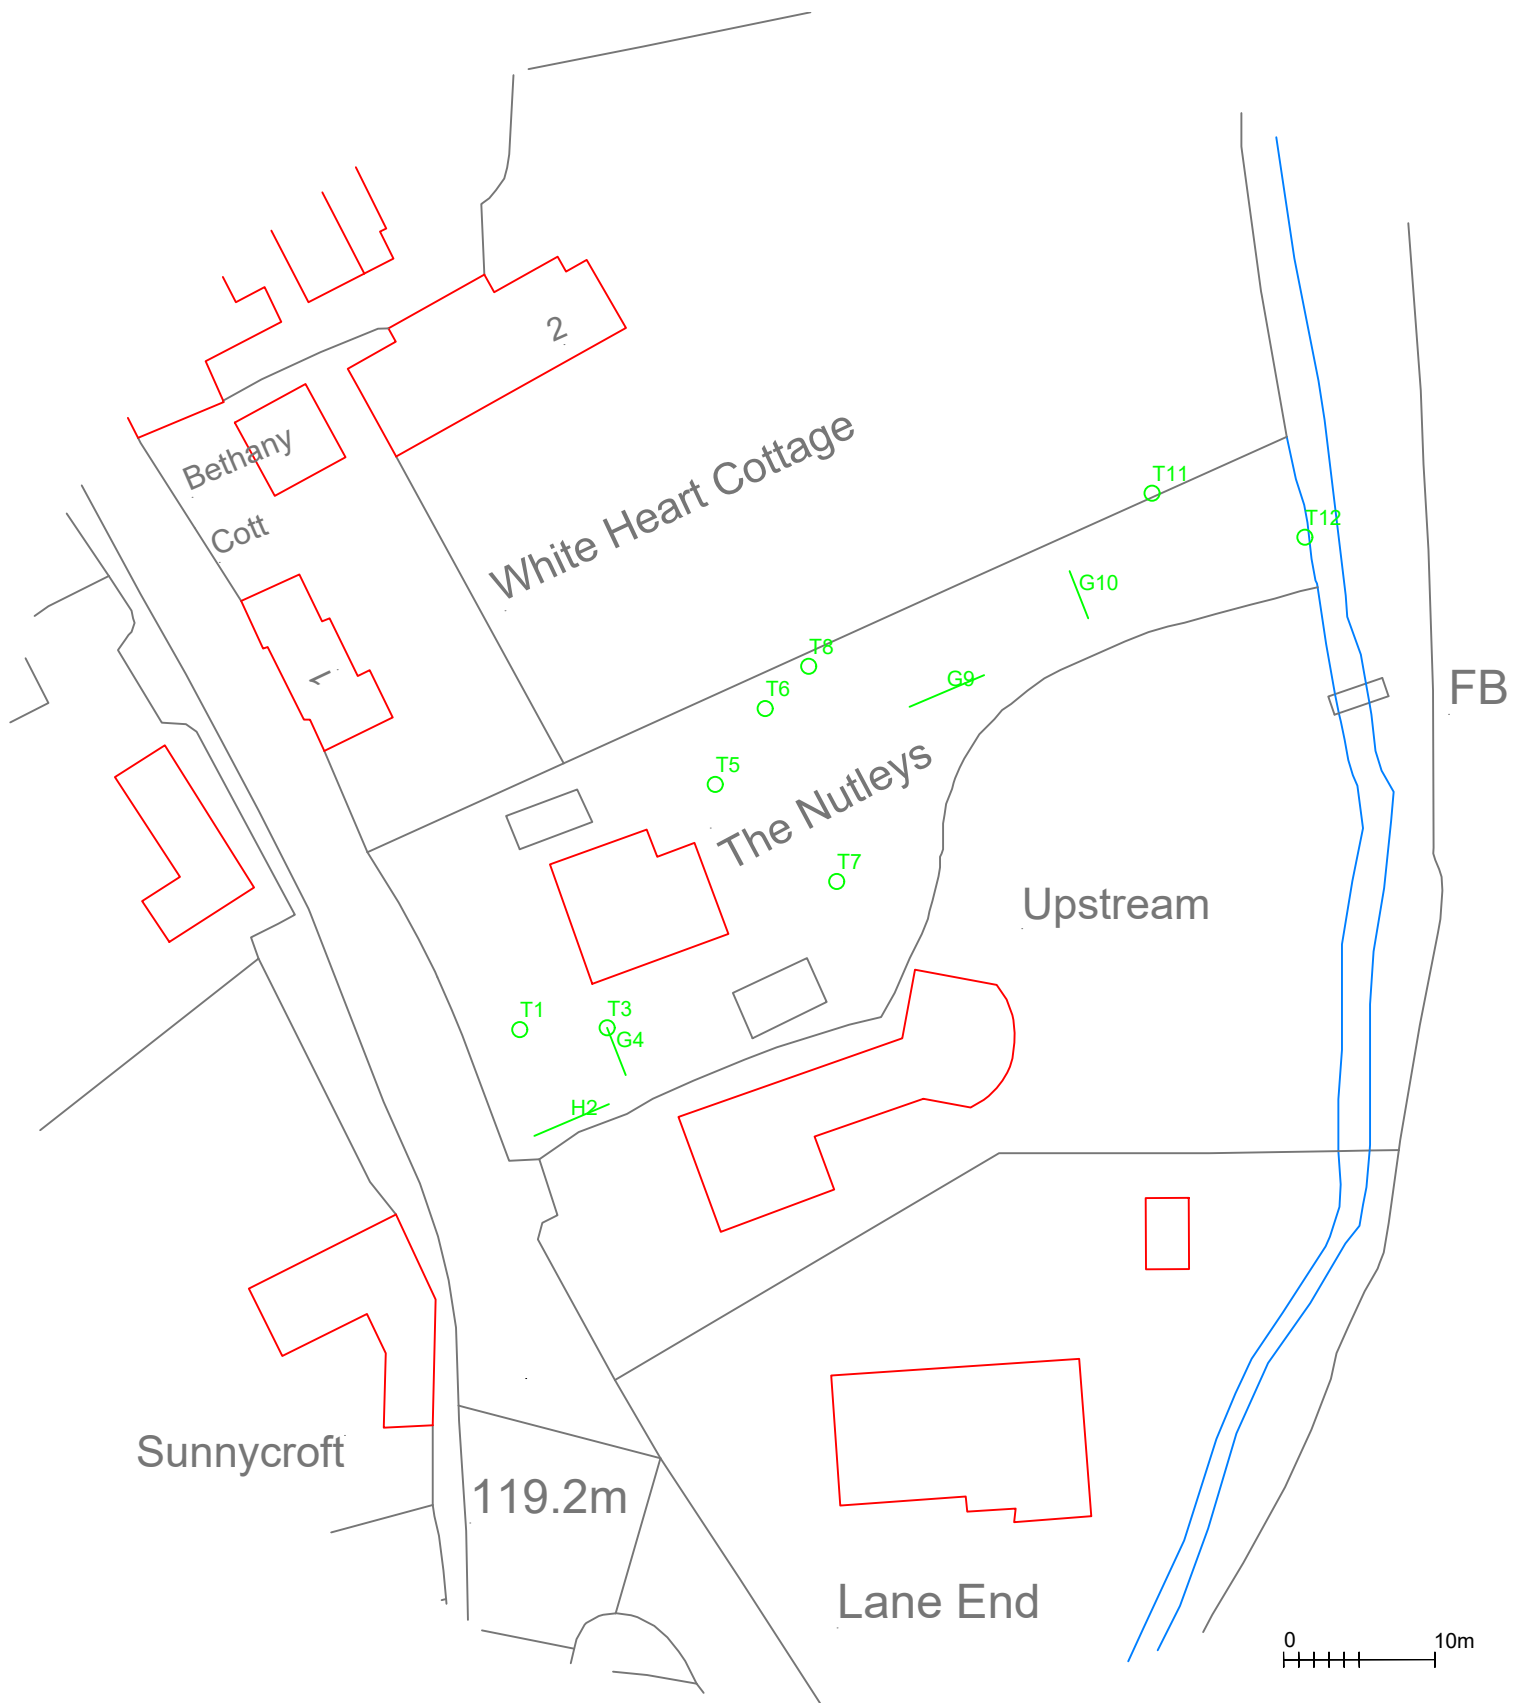 2
Bethany
Cott
White Heart Cottage
T11
T12
G10
1
T8
G9
T6
FB
T5
The Nutleys
T7
Upstream
T1
T3
G4
H2
Sunnycroft
119.2m
Lane End
0 10m